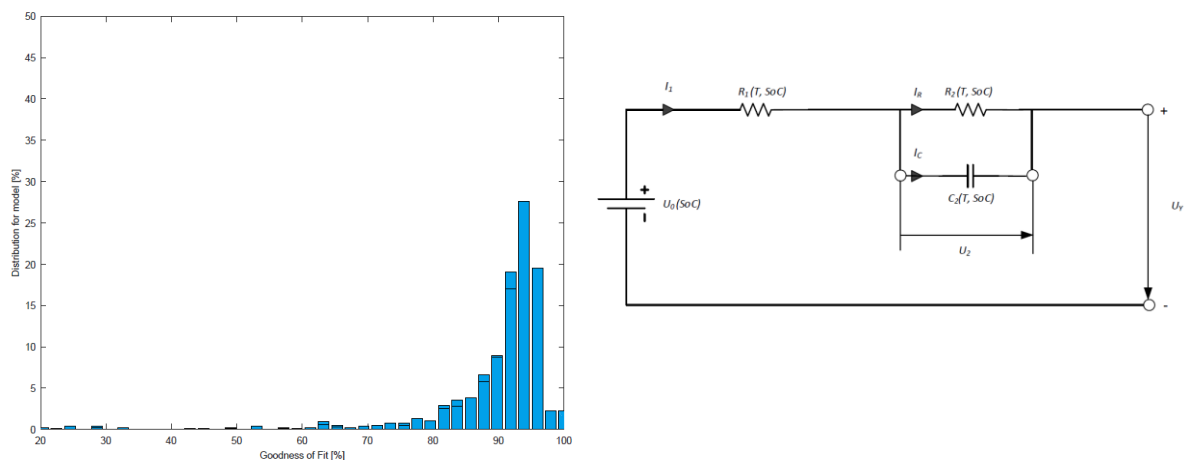 50
45
40
35
30
25
20
15
10
5
0
Distribution for model [%]
20 30 40 50 60 70 80 90 100
Goodness of Fit [%]
I1 R1(T, SoC) IR R2(T, SoC)
+
IC
C2(T, SoC)
+
U0(SoC)
UY
U2
-